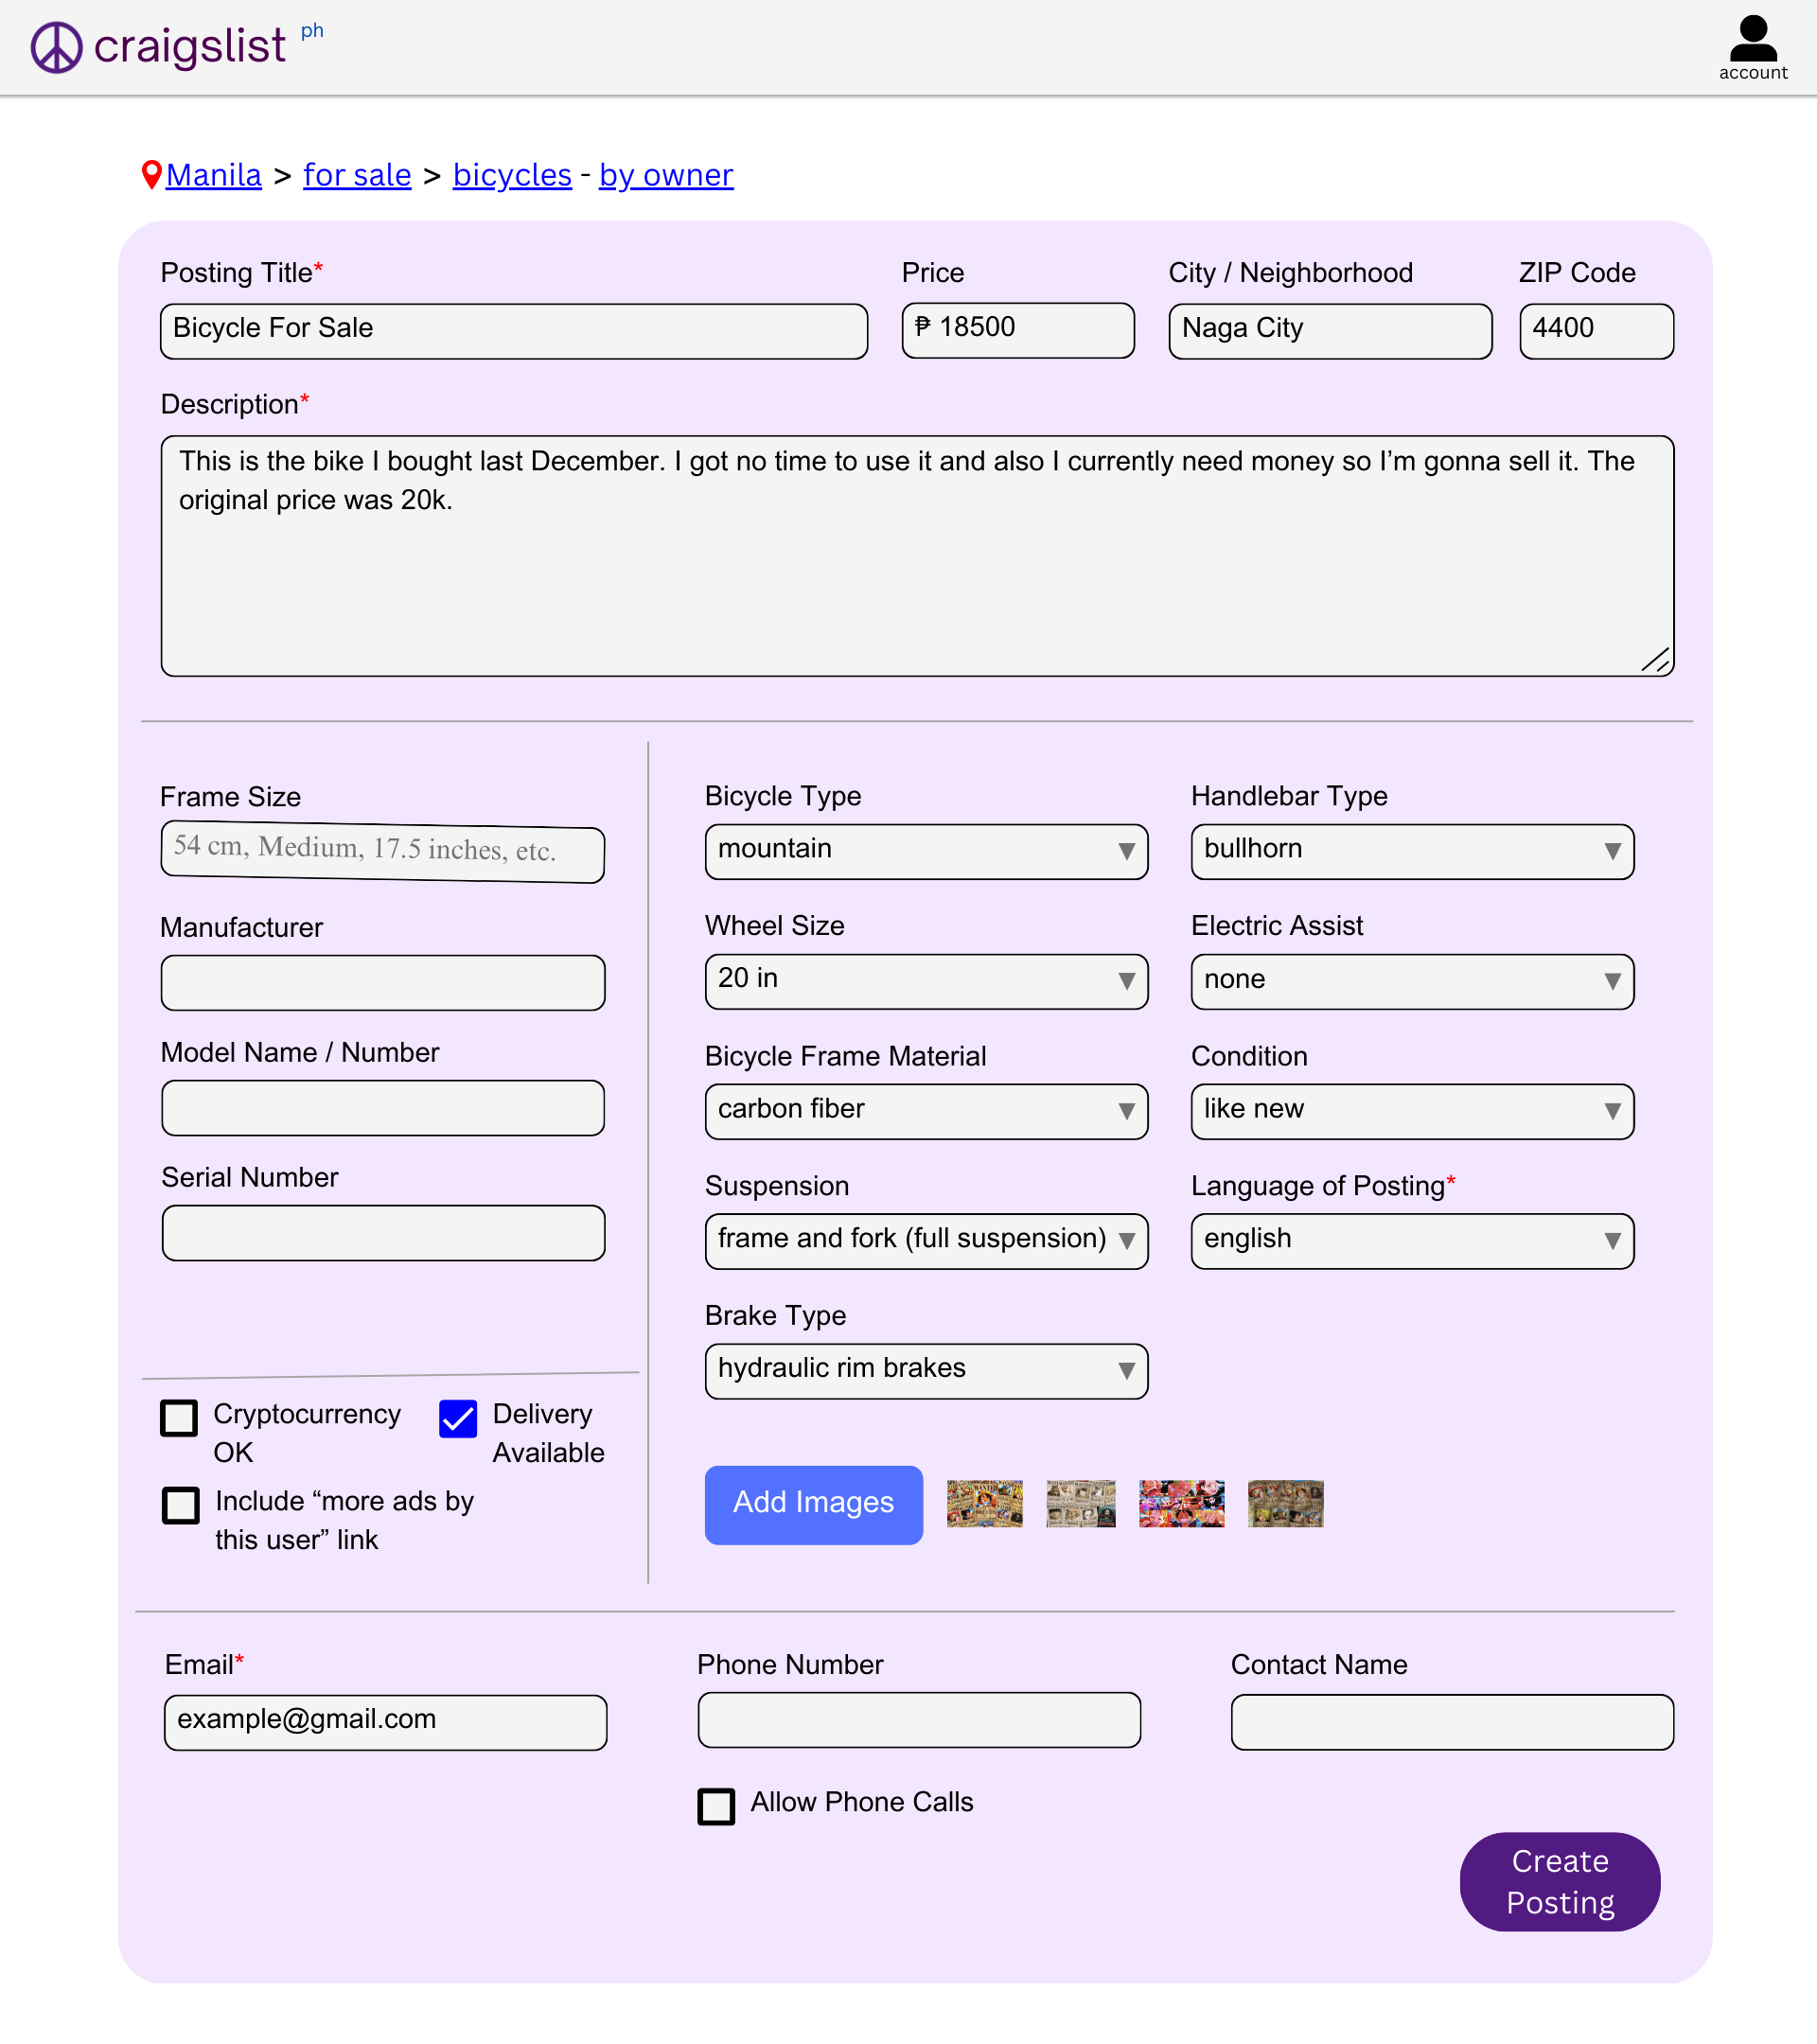 craigslist ph
account
Manila > for sale > bicycles - by owner
Posting Title* Price City / Neighborhood ZIP Code
Bicycle For Sale ₱ 18500 Naga City 4400
Description*
This is the bike I bought last December. I got no time to use it and also I currently need money so I’m gonna sell it. The
original price was 20k.
Frame Size
54 cm, Medium, 17.5 inches, etc.
Manufacturer
Model Name / Number
Serial Number
Cryptocurrency
OK
Delivery
Available
Include “more ads by
this user” link
Bicycle Type
mountain
Wheel Size
20 in
Bicycle Frame Material
carbon fiber
Suspension
frame and fork (full suspension)
Brake Type
hydraulic rim brakes
Handlebar Type
bullhorn
Electric Assist
none
Condition
like new
Language of Posting*
english
Add Images
Email*
example@gmail.com
Phone Number
Contact Name
Allow Phone Calls
Create
Posting